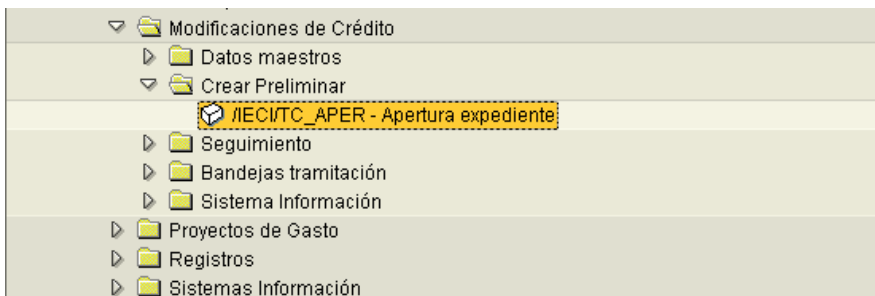 Modificaciones de Crédito
Datos maestros
Crear Preliminar
/IECI/TC_APER - Apertura expediente
Seguimiento
Bandejas tramitación
Sistema Información
Proyectos de Gasto
Registros
Sistemas Información